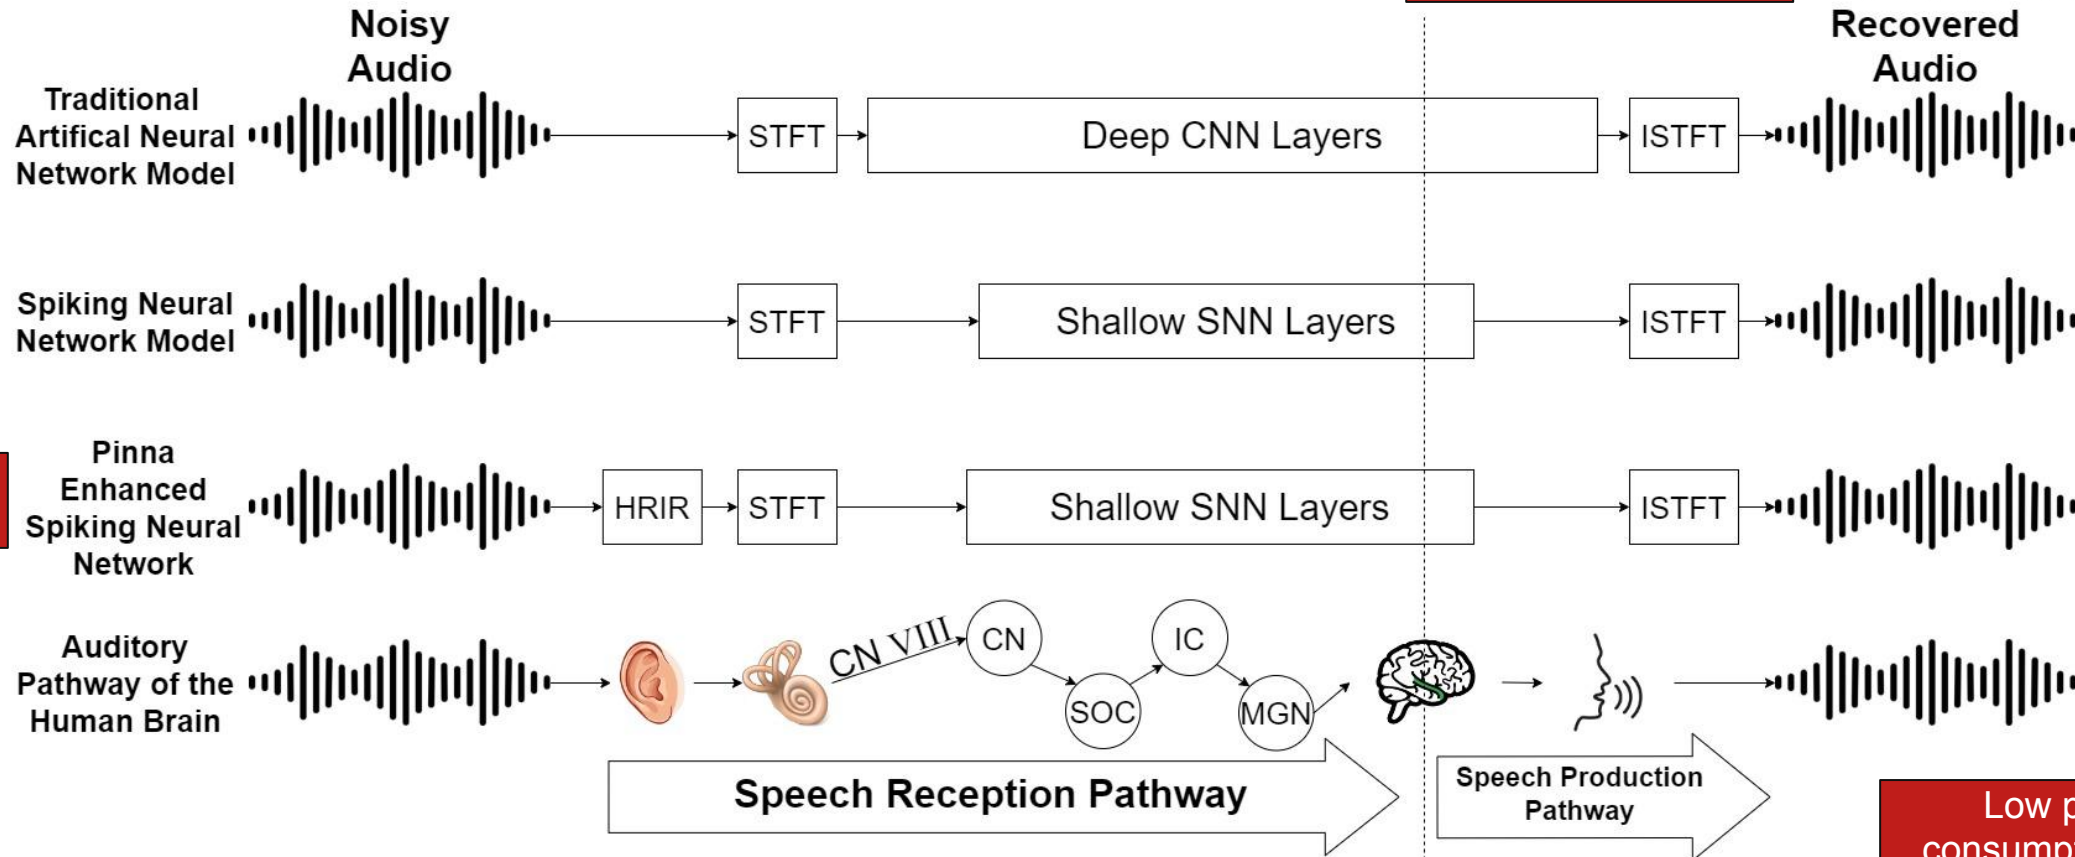 Noisy
Audio
Recovered
Audio
Traditional
Artifical Neural
Network Model
STFT
Deep CNN Layers
ISTFT
Spiking Neural
Network Model
STFT
Shallow SNN Layers
ISTFT
Pinna
Enhanced
Spiking Neural
Network
HRIR
STFT
Shallow SNN Layers
ISTFT
Auditory
Pathway of the
Human Brain
CN VIII
CN
SOC
IC
MGN
Speech Reception Pathway
Speech Production
Pathway
Low